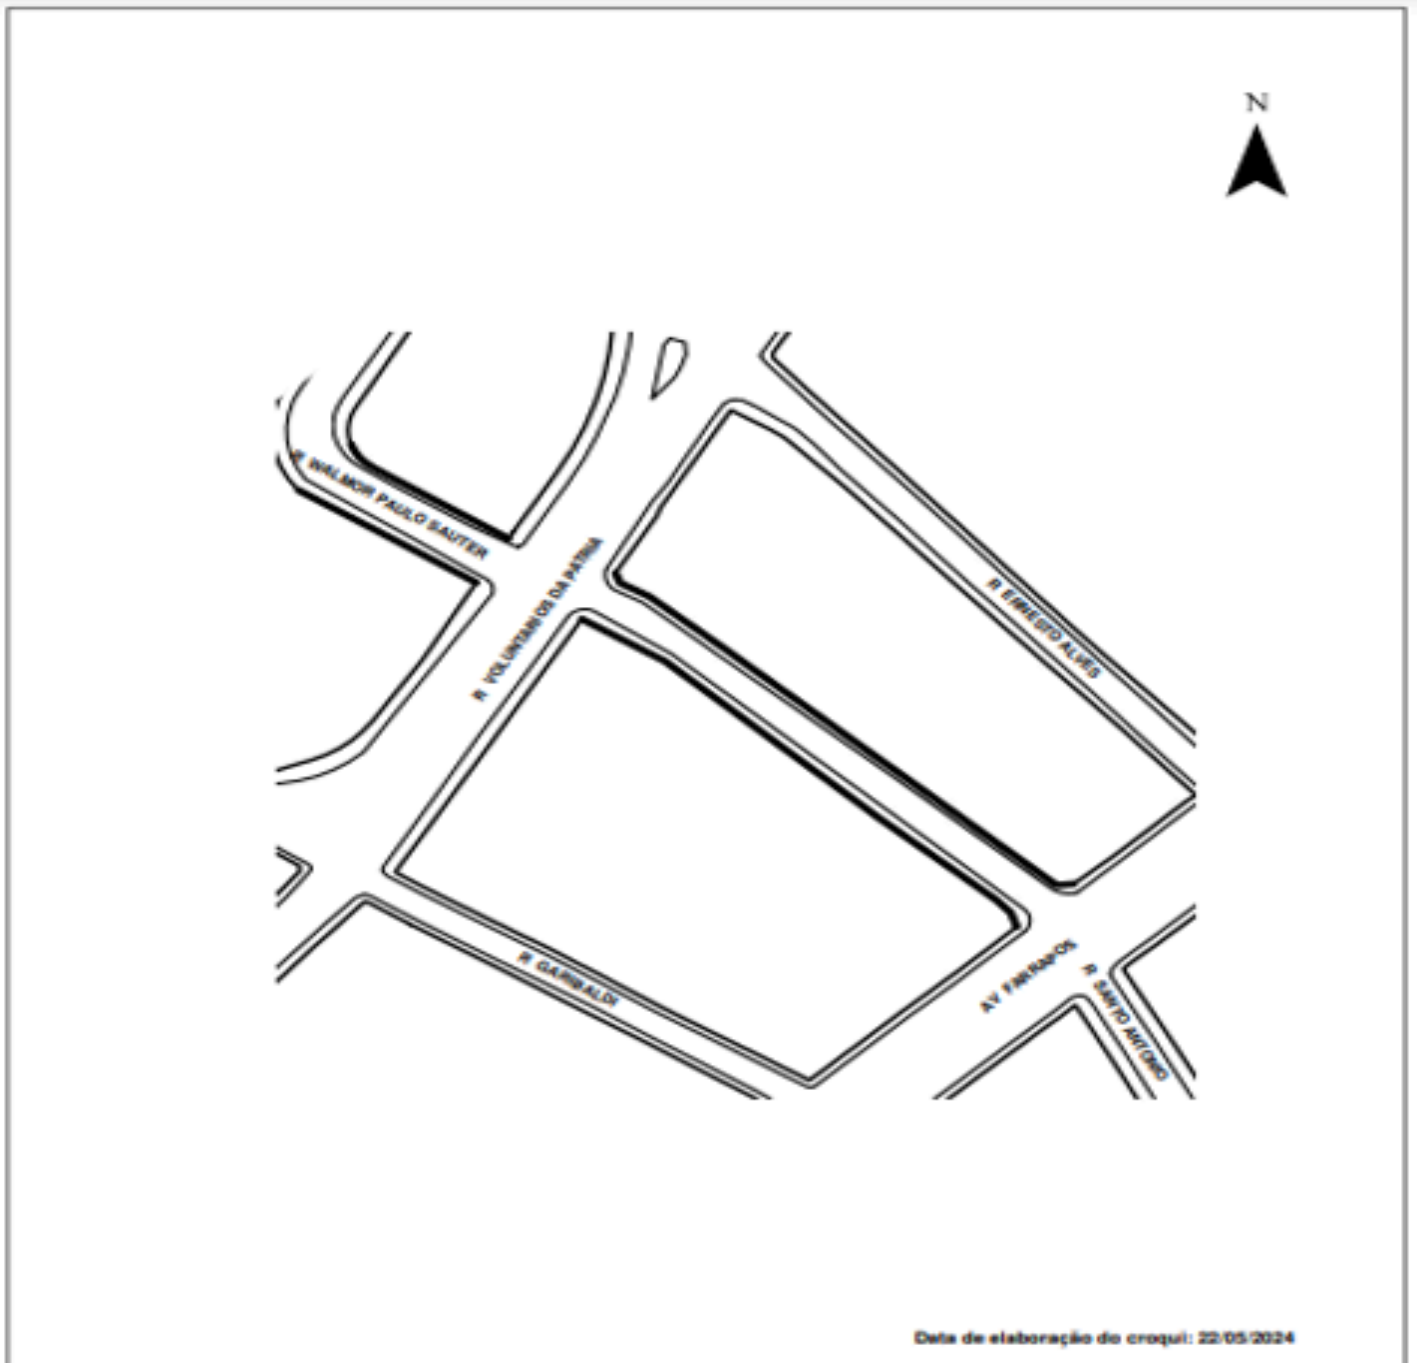 N
R WALMOR PAULO SAUTER
R VOLUNTARIOS DA PATRIA
R ERNESTO ALVES
R GARIBALDI
AV FARRAPOS
R SANTO ANTONIO
Data de elaboração do croqui: 22/05/2024